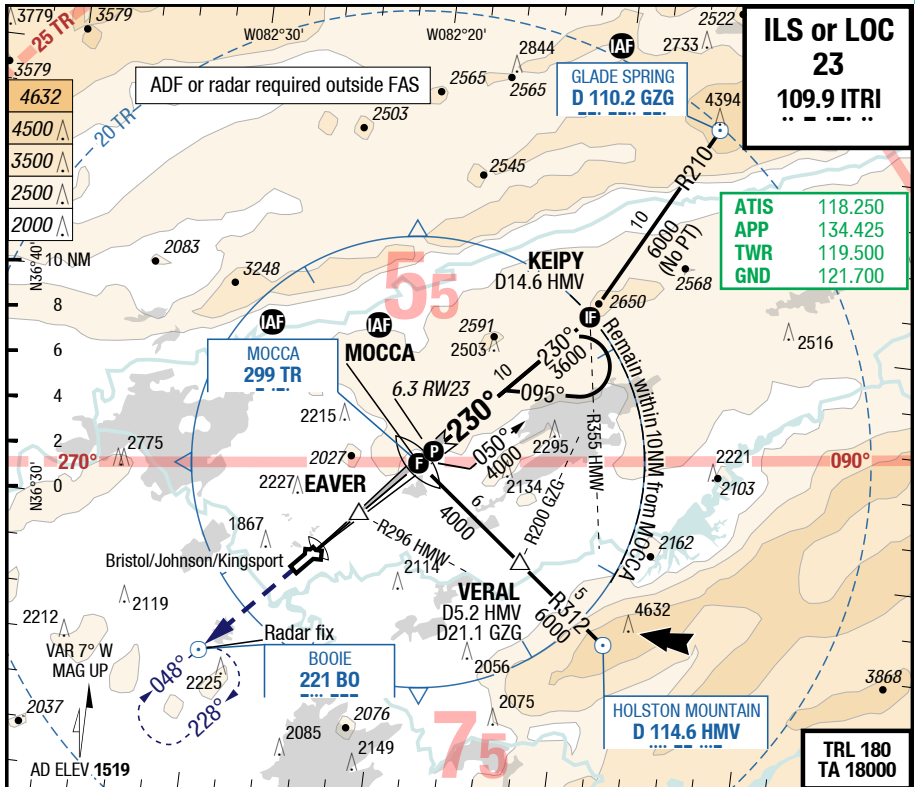 3779
3579
25 TR
3579
W082°30'
W082°20'
2522
2844
IAF
2733
ILS or LOC
23
109.9 ITRI
ADF or radar required outside FAS
2565
2565
GLADE SPRING
D 110.2 GZG
4394
4632
4500
3500
2500
2000
20 TR
2503
2545
R210
ATIS 118.250
APP 134.425
TWR 119.500
GND 121.700
10
6000
(No PT)
2083
N36°40'
10 NM
8
6
4
2
0
N36°30'
3248
55
KEIPY
D14.6 HMV
2568
2650
IF
IAF
IAF
MOCCA
2591
2503
2516
MOCCA
299 TR
6.3 RW23
10
230°
3600
095°
230°
Remain within 10NM from MOCCA
2215
R355 HMW
050°
4000
2295
2775
270°
2027
F
P
090°
2227
EAVER
2134
R200 GZG
2221
2103
6
4000
1867
R296 HMW
Bristol/Johnson/Kingsport
2114
VERAL
D5.2 HMV
D21.1 GZG
2162
5
R312
6000
4632
2119
2212
VAR 7° W
MAG UP
Radar fix
2056
048°
228°
2225
BOOIE
221 BO
3868
2037
2075
75
HOLSTON MOUNTAIN
D 114.6 HMV
2085
2076
2149
AD ELEV 1519
TRL 180
TA 18000